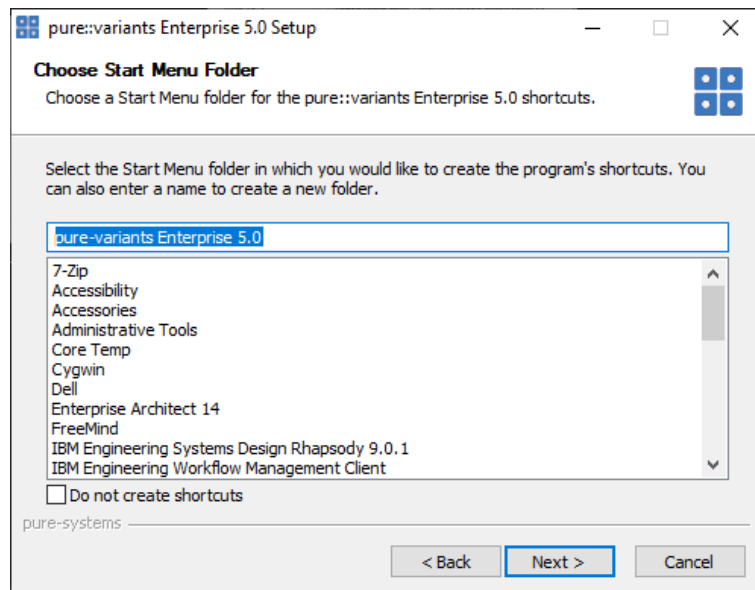 pure::variants Enterprise 5.0 Setup
Choose Start Menu Folder
Choose a Start Menu folder for the pure::variants Enterprise 5.0 shortcuts.
Select the Start Menu folder in which you would like to create the program's shortcuts. You
can also enter a name to create a new folder.
pure-variants Enterprise 5.0
7-Zip
Accessibility
Accessories
Administrative Tools
Core Temp
Cygwin
Dell
Enterprise Architect 14
FreeMind
IBM Engineering Systems Design Rhapsody 9.0.1
IBM Engineering Workflow Management Client
Do not create shortcuts
pure-systems
< Back Next > Cancel